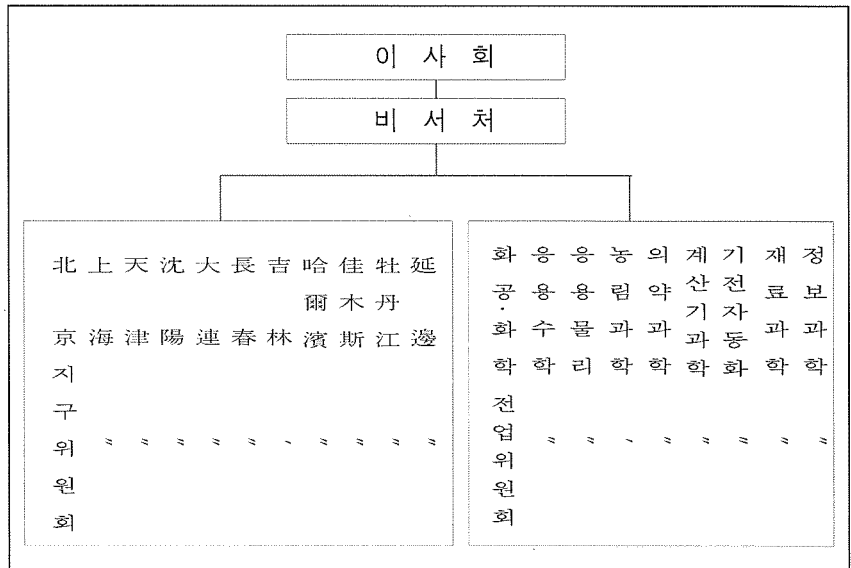 이 사 회
비 서 처
北京지구위원회
上海 〃
天津 〃
沈陽 〃
大連 〃
長春 〃
吉林 〃
哈爾濱 〃
佳木斯 〃
牡丹江 〃
延邊 〃
화공·화학 전업위원회
응용수학 〃
응용물리 〃
농림과학 〃
의약과학 〃
계산기과학 〃
기전자동화 〃
재료과학 〃
정보과학 〃